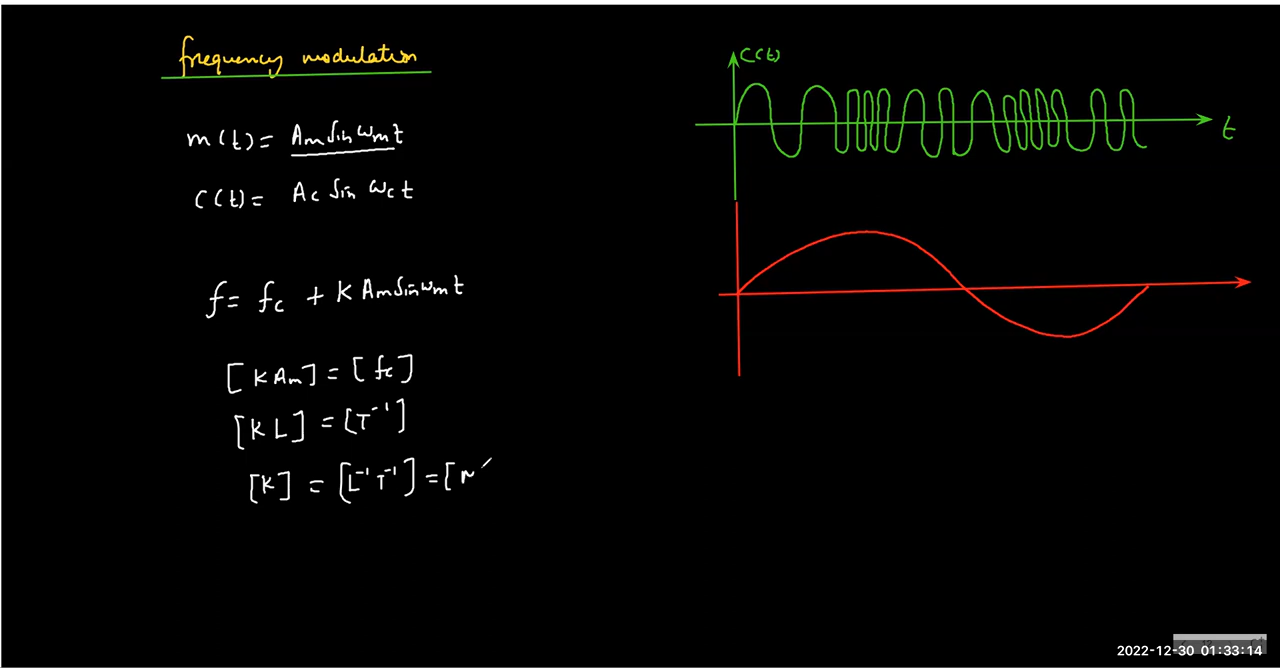 frequency modulation
m(t) = Am Sin ωm t
C(t) = Ac Sin ωc t
f = fc + K Am Sin ωm t
[K Am] = [fc]
[K L] = [T⁻¹]
[K] = [L⁻¹ T⁻¹] = [
C(t)
t
2022-12-30 01:33:14